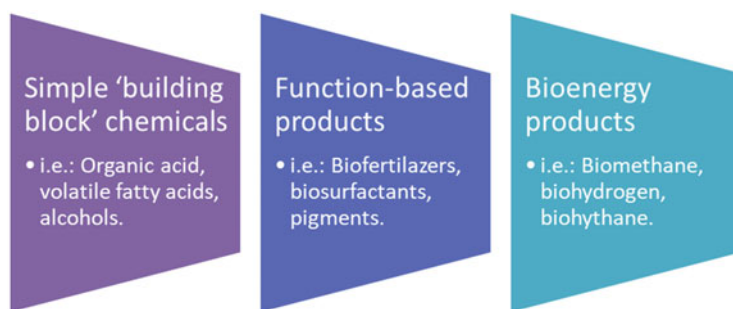 Simple ‘building
block’ chemicals
• i.e.: Organic acid,
volatile fatty acids,
alcohols.
Function-based
products
• i.e.: Biofertilazers,
biosurfactants,
pigments.
Bioenergy
products
• i.e.: Biomethane,
biohydrogen,
biohythane.